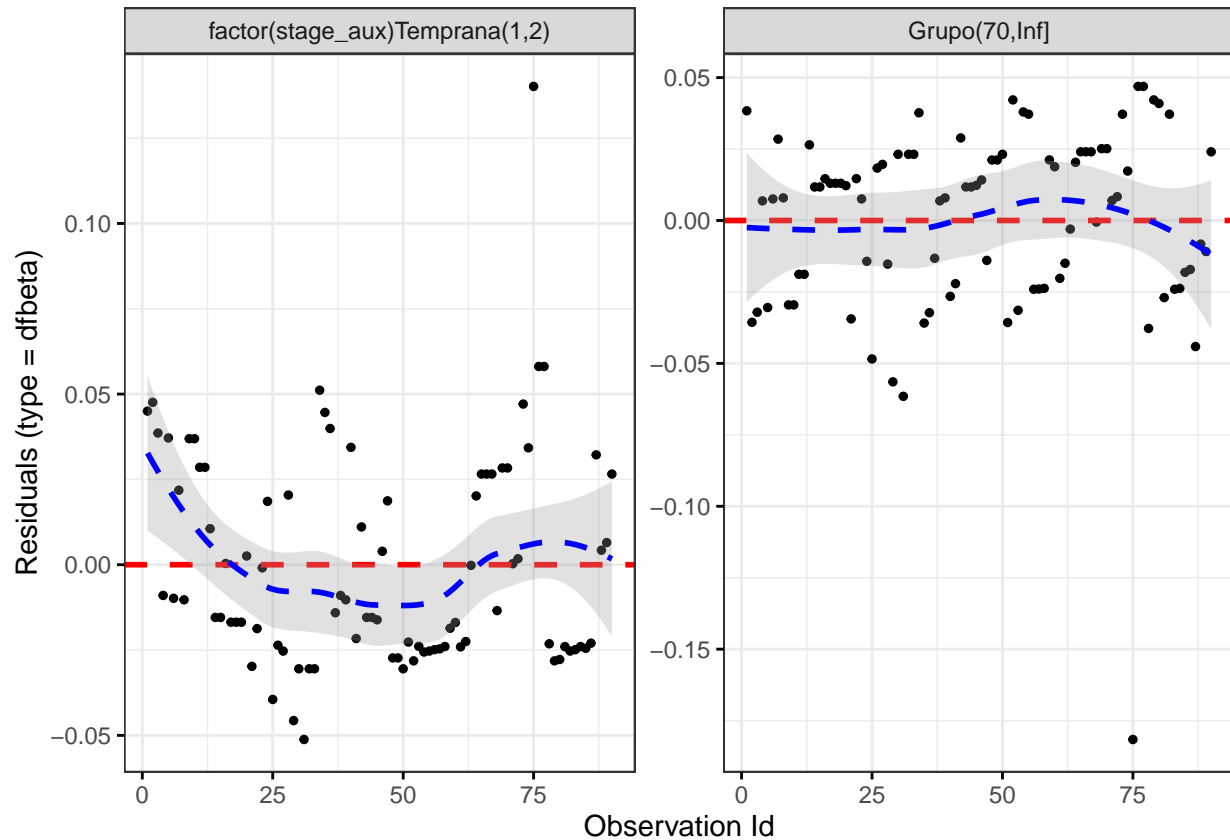 factor(stage_aux)Temprana(1,2)
Grupo(70,Inf]
Residuals (type = dfbeta)
0.10
0.05
0.00
−0.05
0.05
0.00
−0.05
−0.10
−0.15
0 25 50 75
0 25 50 75
Observation Id